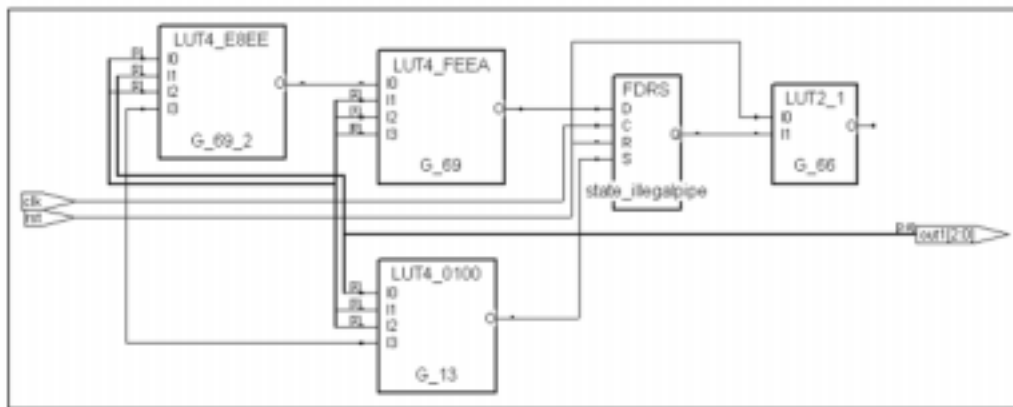 LUT4_E8EE
I0
I1
I2
I3
O
G_69_2
LUT4_FEEA
I0
I1
I2
I3
O
G_69
FDRS
D
C
R
S
Q
state_illegalpipe
LUT2_1
I0
I1
O
G_66
clk
rst
out1[2:0]
LUT4_0100
I0
I1
I2
I3
O
G_13